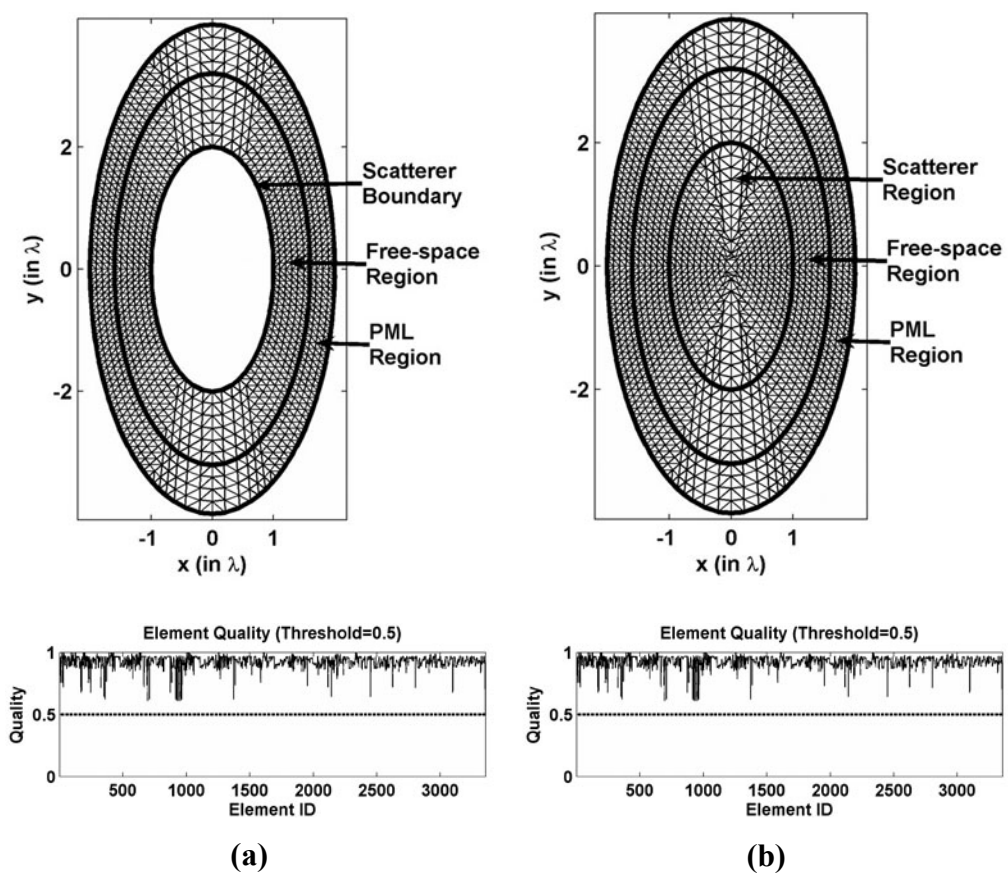 2
0
-2
y (in λ)
-1 0 1
x (in λ)
Scatterer
Boundary
Free-space
Region
PML
Region
2
0
-2
y (in λ)
-1 0 1
x (in λ)
Scatterer
Region
Free-space
Region
PML
Region
Element Quality (Threshold=0.5)
1
0.5
0
Quality
500 1000 1500 2000 2500 3000
Element ID
(a)
Element Quality (Threshold=0.5)
1
0.5
0
Quality
500 1000 1500 2000 2500 3000
Element ID
(b)